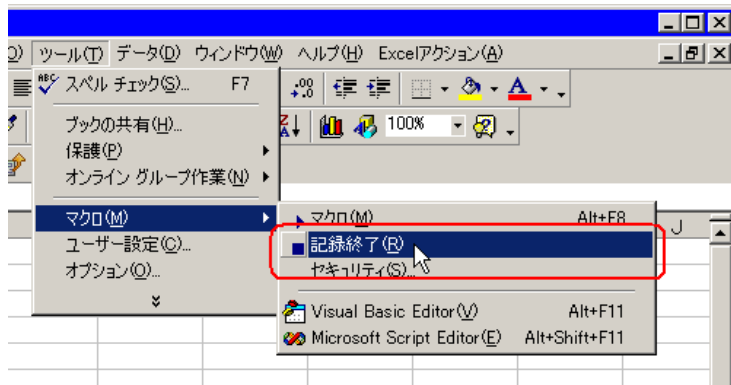 O) ツール(T) データ(D) ウィンドウ(W) ヘルプ(H) Excelアクション(A)
スペル チェック(S)... F7
ブックの共有(H)...
保護(P)
オンライン グループ作業(N)
マクロ(M)
ユーザー設定(C)...
オプション(O)...
100%
マクロ(M) Alt+F8
記録終了(R)
セキュリティ(S)...
Visual Basic Editor(V) Alt+F11
Microsoft Script Editor(E) Alt+Shift+F11
J